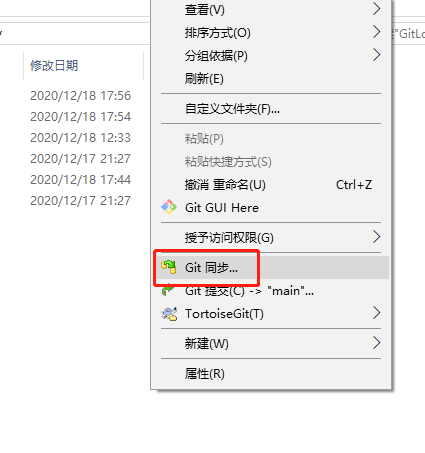 查看(V)
排序方式(O)
分组依据(P)
刷新(E)
自定义文件夹(F)...
粘贴(P)
粘贴快捷方式(S)
撤消 重命名(U) Ctrl+Z
Git GUI Here
授予访问权限(G)
Git 同步...
Git 提交(C) -> "main"...
TortoiseGit(T)
新建(W)
属性(R)
修改日期
2020/12/18 17:56
2020/12/18 17:54
2020/12/18 12:33
2020/12/17 21:27
2020/12/18 17:44
2020/12/17 21:27